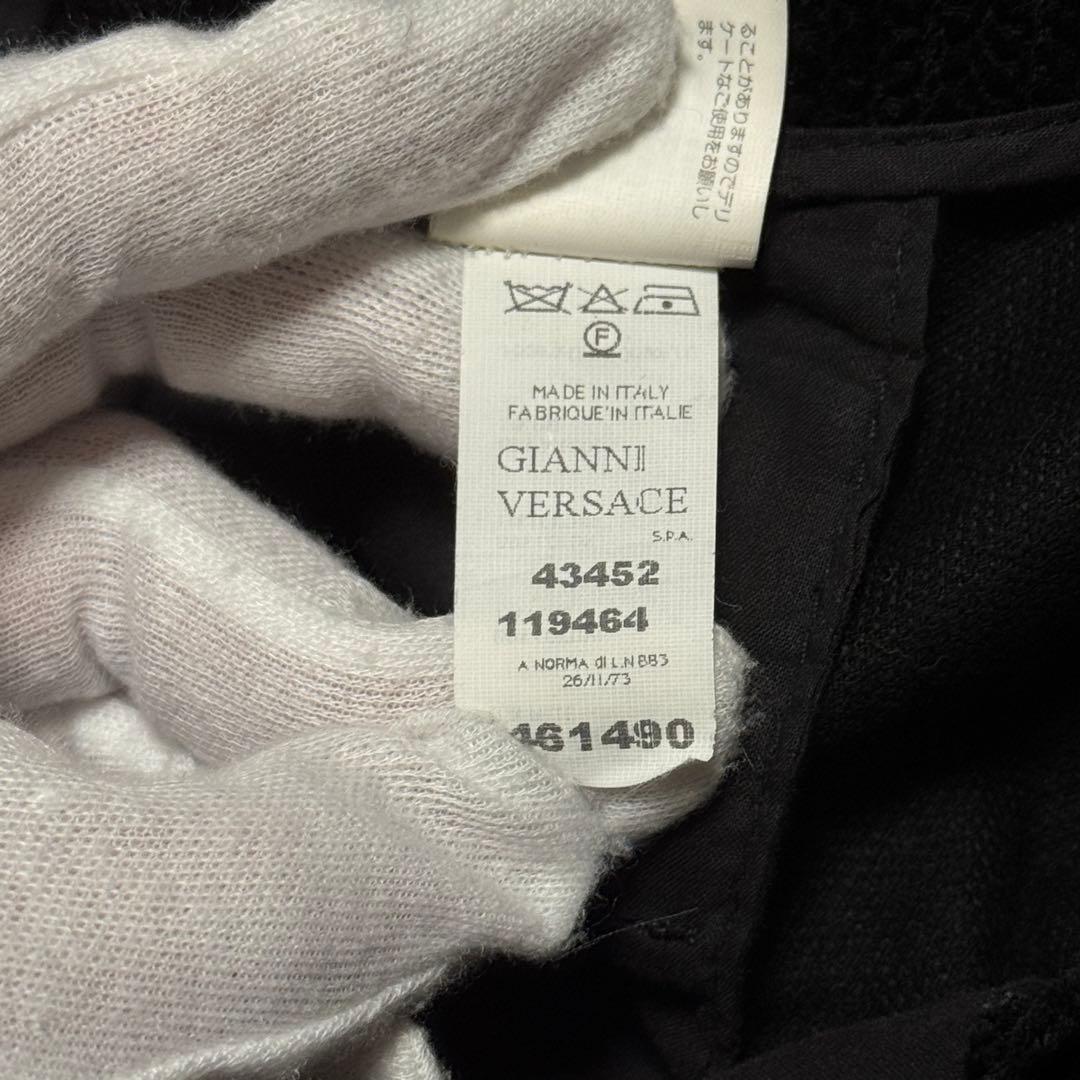 ることがありますのでデリ
ケートなご使用をお願いし
ます。
F
MADE IN ITALY
FABRIQUE'IN ITALIE
GIANNI
VERSACE
S.P.A.
43452
119464
A NORMA di L.N 883
26/11/73
461490